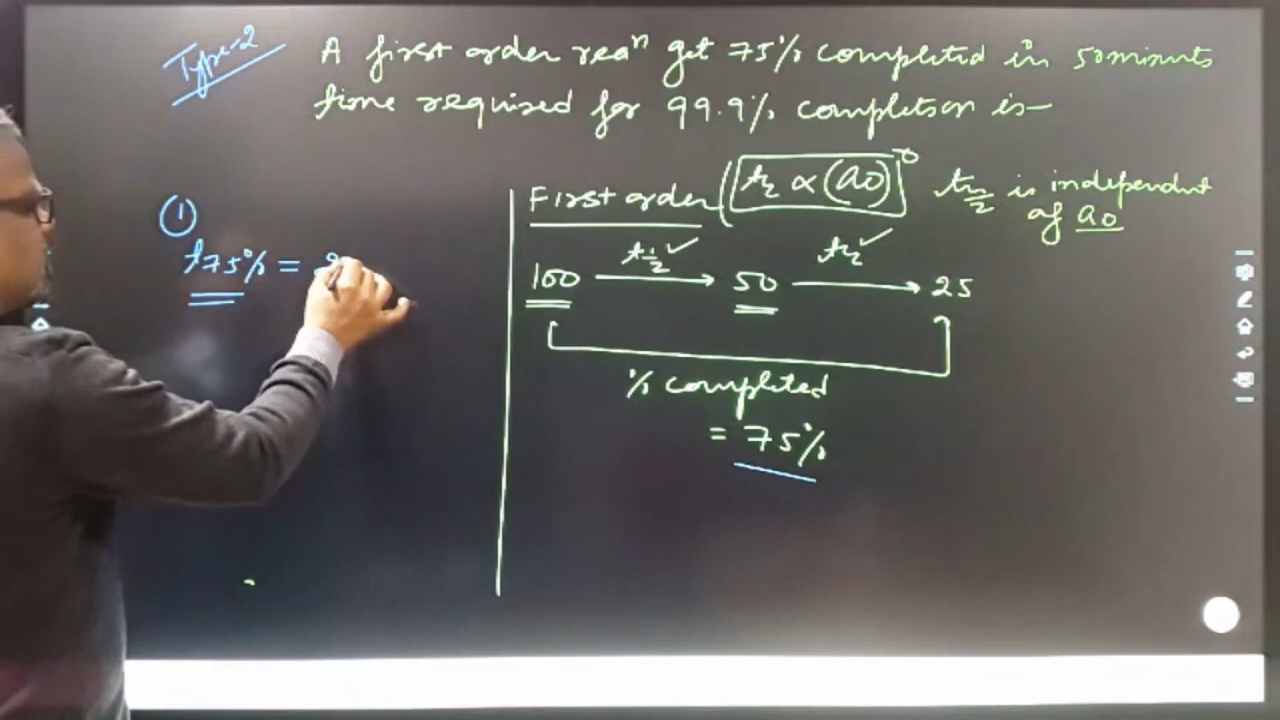 Type-2
A first order reaⁿ get 75% completed in 50 minuts
time required for 99.9% completion is—
①
t75% = 2
First order (t½ ∝ (a0)⁰
t½ is independent
of a0
100 t½ ✓ → 50 t½ ✓ → 25
% completed
= 75%